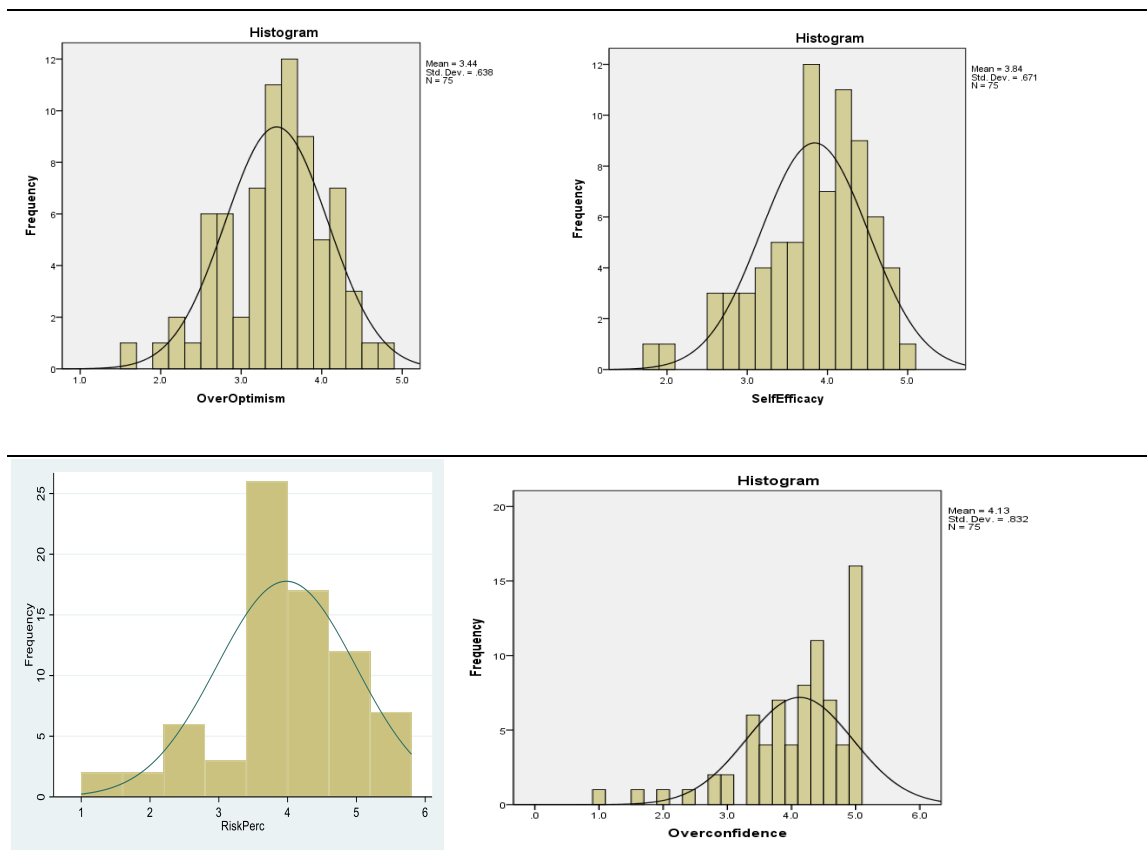 Histogram
Mean = 3.44
Std. Dev. = .638
N = 75
12
10
8
6
4
2
0
Frequency
1.0 2.0 3.0 4.0 5.0
OverOptimism
Histogram
Mean = 3.84
Std. Dev. = .671
N = 75
12
10
8
6
4
2
0
Frequency
2.0 3.0 4.0 5.0
SelfEfficacy
25
20
15
10
5
0
Frequency
1 2 3 4 5 6
RiskPerc
Histogram
Mean = 4.13
Std. Dev. = .832
N = 75
20
15
10
5
0
Frequency
.0 1.0 2.0 3.0 4.0 5.0 6.0
Overconfidence